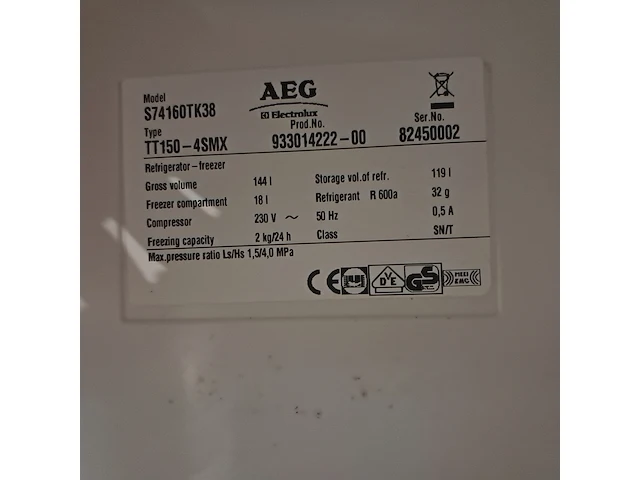 AEG
Electrolux
Model
S74160TK38
Type
TT150-4SMX
Prod.No.
933014222-00
Ser.No.
82450002
Refrigerator-freezer
Gross volume 144 l Storage vol.of refr. 119 l
Freezer compartment 18 l Refrigerant R 600a 32 g
Compressor 230 V ~ 50 Hz 0,5 A
Freezing capacity 2 kg/24 h Class SN/T
Max.pressure ratio Ls/Hs 1,5/4,0 MPa
CE VDE GS
EMC